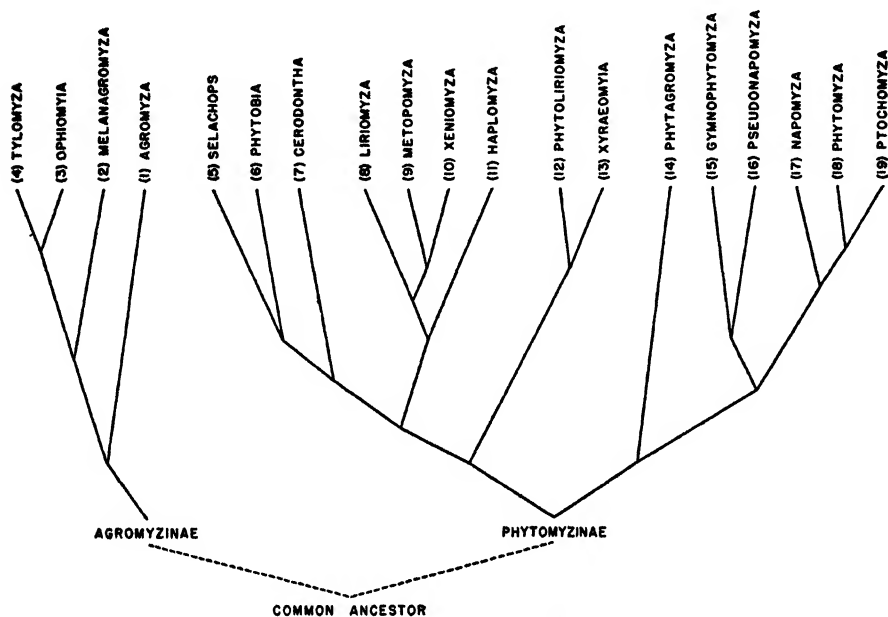 (4) TYLOMYZA
(3) OPHIOMYIA
(2) MELANAGROMYZA
(1) AGROMYZA
(5) SELACHOPS
(6) PHYTOBIA
(7) CERODONTHA
(8) LIRIOMYZA
(9) METOPOMYZA
(10) XENIOMYZA
(11) HAPLOMYZA
(12) PHYTOLIRIOMYZA
(13) XYRAEOMYIA
(14) PHYTAGROMYZA
(15) GYMNOPHYTOMYZA
(16) PSEUDONAPOMYZA
(17) NAPOMYZA
(18) PHYTOMYZA
(19) PTOCHOMYZA
AGROMYZINAE
PHYTOMYZINAE
COMMON ANCESTOR